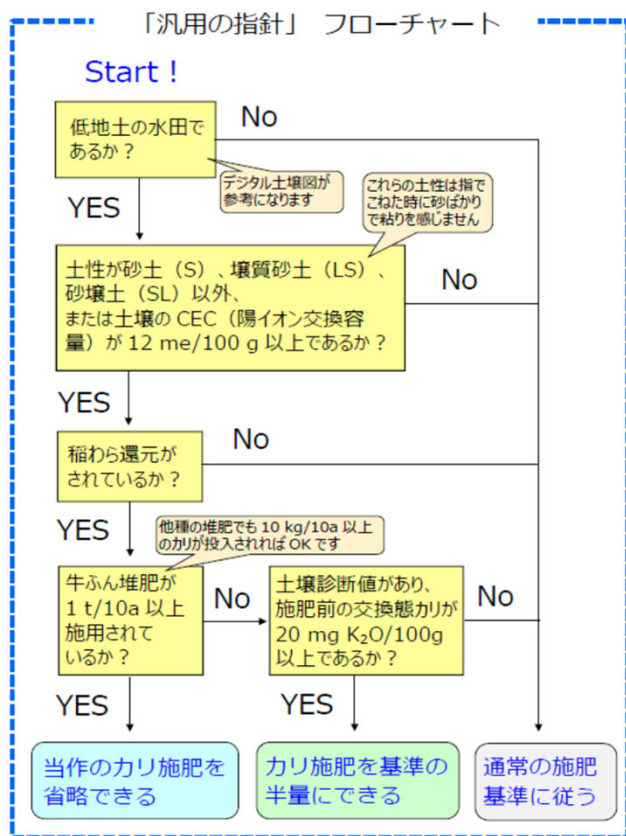 「汎用の指針」 フローチャート
Start！
低地土の水田で
あるか？
No
デジタル土壌図が
参考になります
これらの土性は指で
こねた時に砂ばかり
で粘りを感じません
YES
土性が砂土（S）、壌質砂土（LS）、
砂壌土（SL）以外、
または土壌の CEC（陽イオン交換容
量）が 12 me/100 g 以上であるか？
No
YES
稲わら還元が
されているか？
No
YES
他種の堆肥でも 10 kg/10a 以上
のカリが投入されれば OK です
牛ふん堆肥が
1 t/10a 以上
施用されて
いるか？
No
土壌診断値があり、
施肥前の交換態カリが
20 mg K₂O/100g
以上であるか？
No
YES
YES
当作のカリ施肥を
省略できる
カリ施肥を基準の
半量にできる
通常の施肥
基準に従う